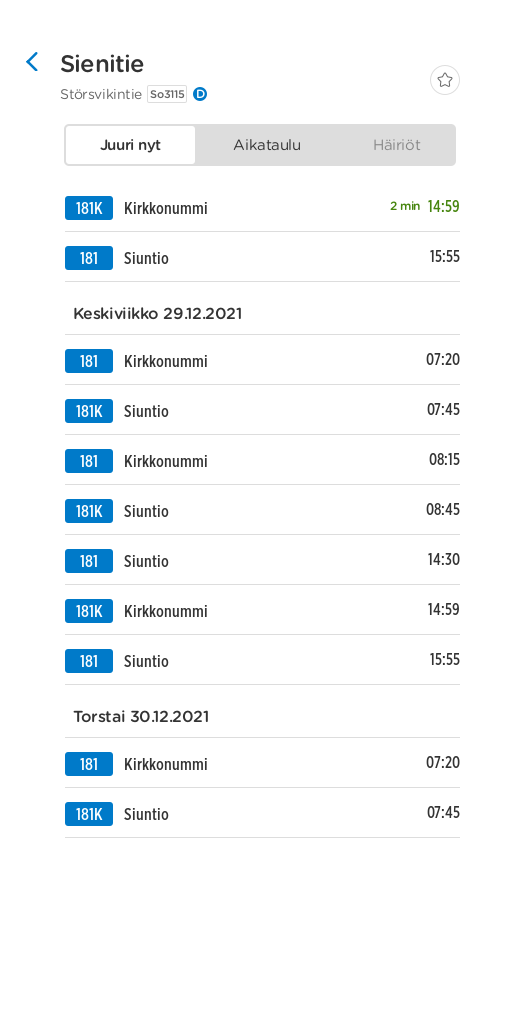 Sienitie
Störsvikintie So3115 D
Juuri nyt Aikataulu Häiriöt
181K Kirkkonummi 2 min 14:59
181 Siuntio 15:55
Keskiviikko 29.12.2021
181 Kirkkonummi 07:20
181K Siuntio 07:45
181 Kirkkonummi 08:15
181K Siuntio 08:45
181 Siuntio 14:30
181K Kirkkonummi 14:59
181 Siuntio 15:55
Torstai 30.12.2021
181 Kirkkonummi 07:20
181K Siuntio 07:45